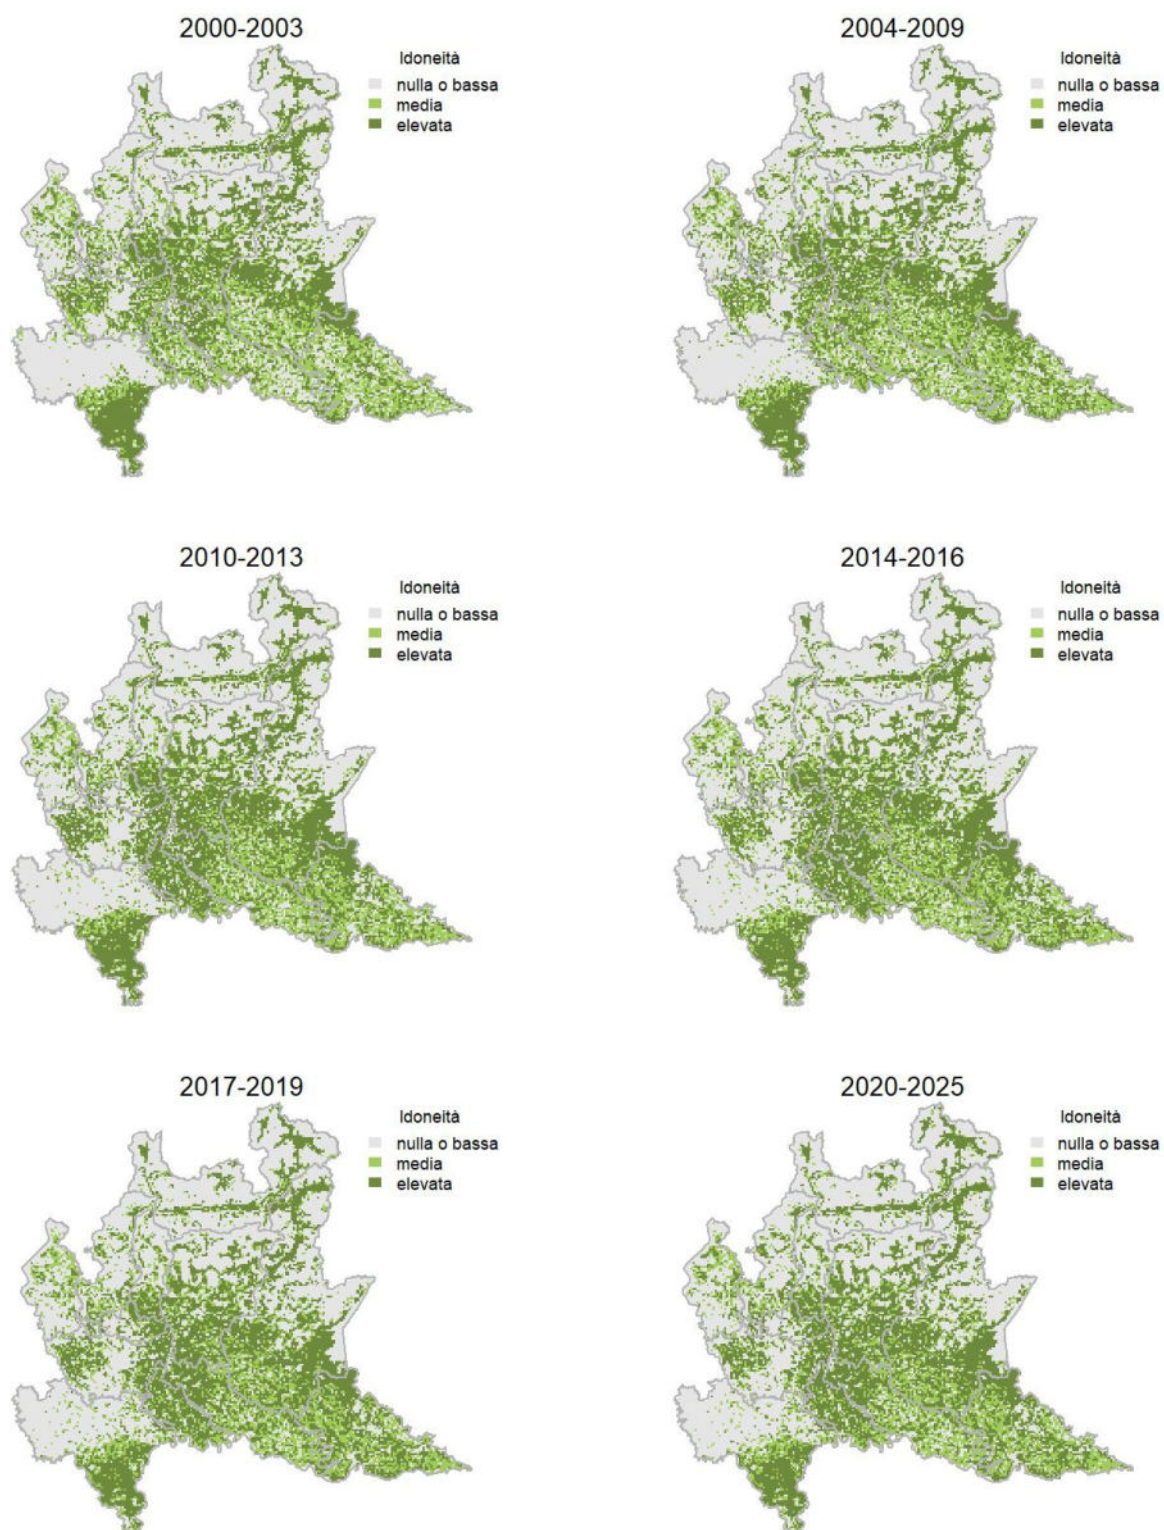 2000-2003
Idoneità
nulla o bassa
media
elevata
2004-2009
Idoneità
nulla o bassa
media
elevata
2010-2013
Idoneità
nulla o bassa
media
elevata
2014-2016
Idoneità
nulla o bassa
media
elevata
2017-2019
Idoneità
nulla o bassa
media
elevata
2020-2025
Idoneità
nulla o bassa
media
elevata